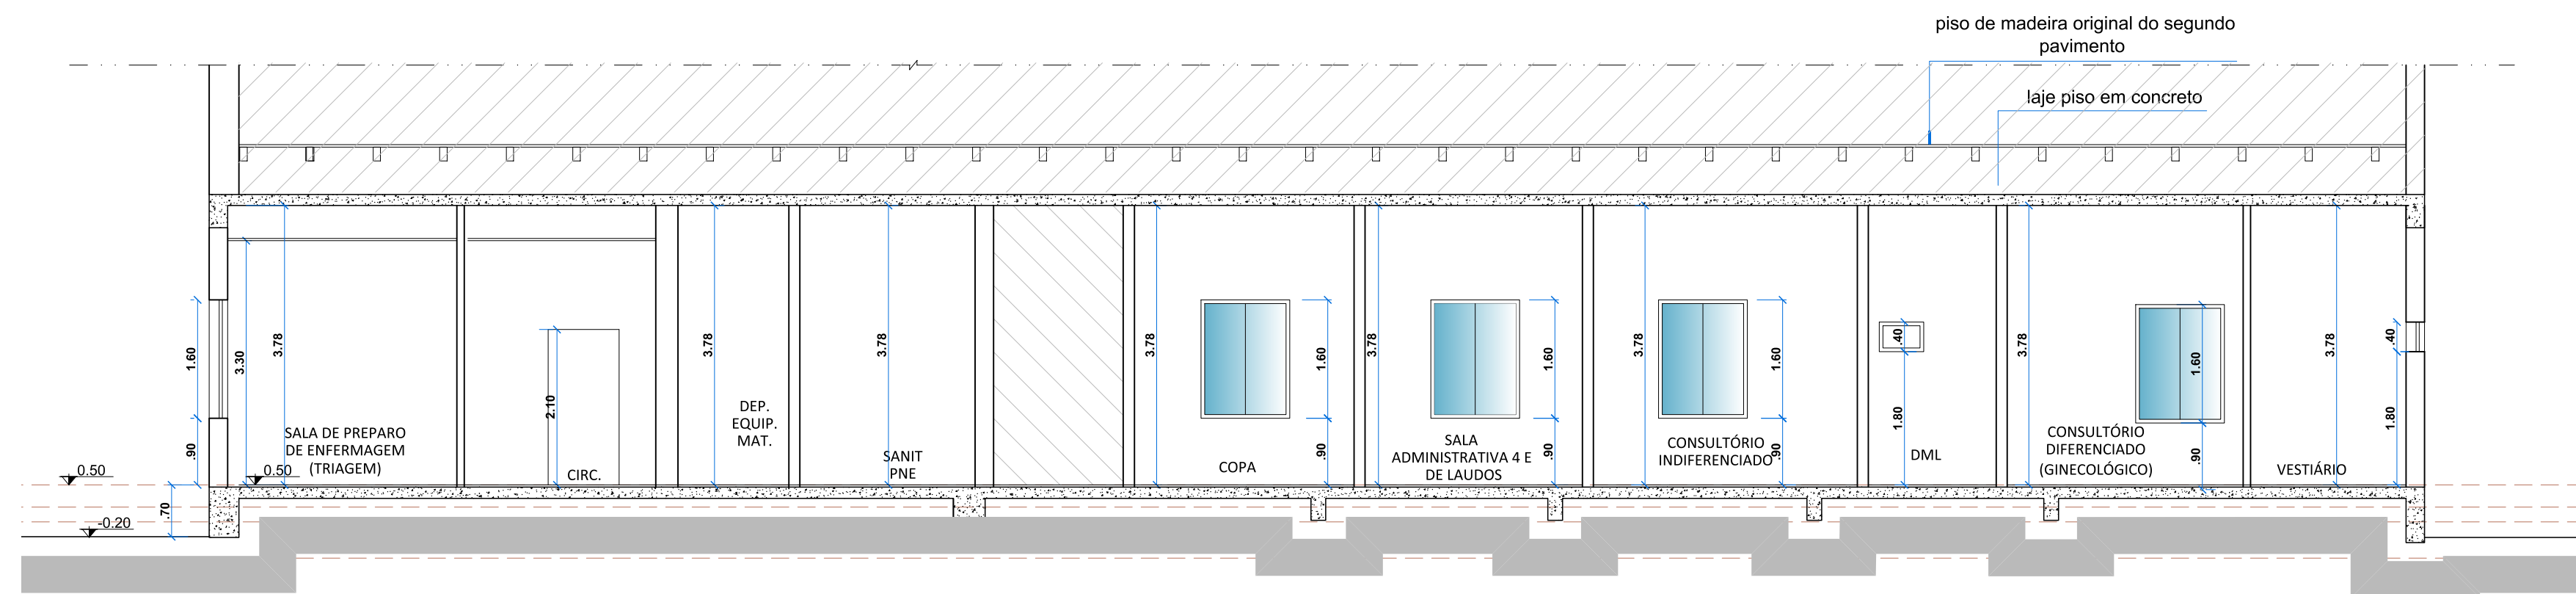 piso de madeira original do segundo
pavimento
laje piso em concreto
1.60
.90
3.30
3.78
SALA DE PREPARO
DE ENFERMAGEM
(TRIAGEM)
0.50
0.50
.70
-0.20
2.10
CIRC.
3.78
DEP.
EQUIP.
MAT.
3.78
SANIT
PNE
3.78
COPA
1.60
.90
3.78
SALA
ADMINISTRATIVA 4 E
DE LAUDOS
1.60
.90
3.78
CONSULTÓRIO
INDIFERENCIADO
1.60
.90
.40
1.80
DML
3.78
CONSULTÓRIO
DIFERENCIADO
(GINECOLÓGICO)
1.60
.90
3.78
VESTIÁRIO
.40
1.80